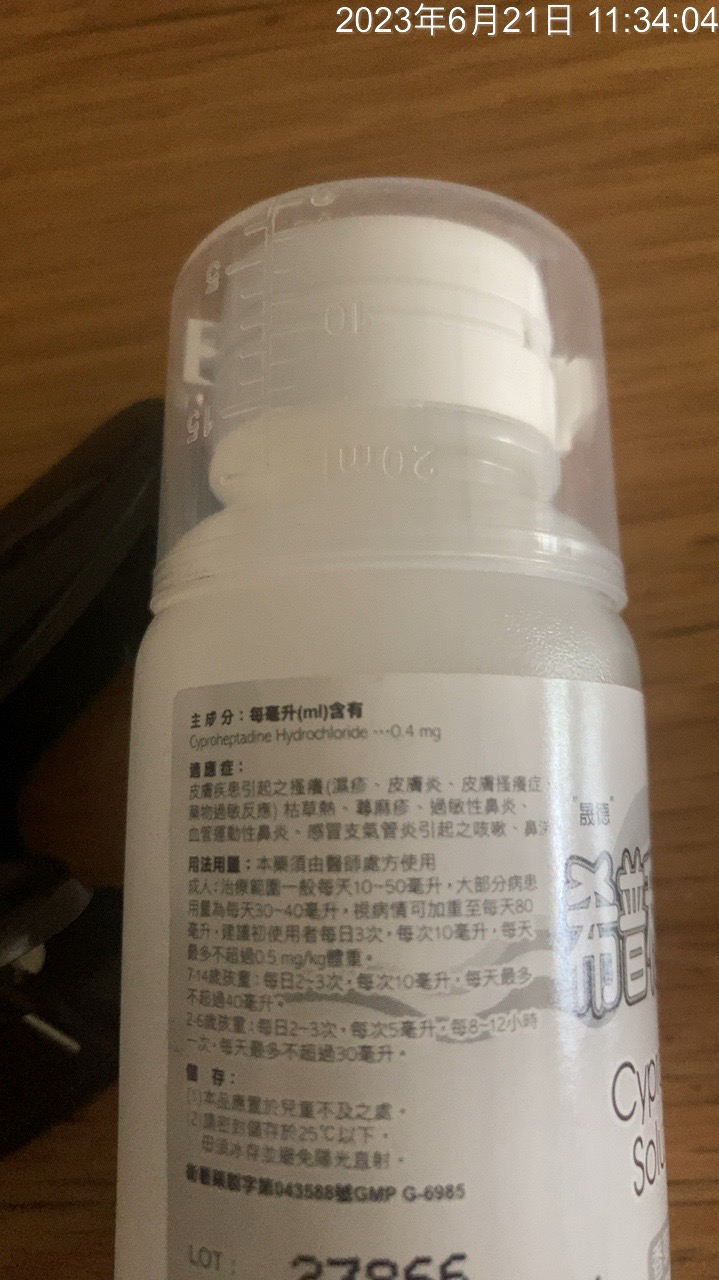 2023年6月21日 11:34:04
5
10
15
20ml
主成分：每毫升(ml)含有
Cyproheptadine Hydrochloride …0.4 mg
適應症：
皮膚疾患引起之搔癢(濕疹、皮膚炎、皮膚搔癢症、
藥物過敏反應) 枯草熱、蕁麻疹、過敏性鼻炎、
血管運動性鼻炎、感冒支氣管炎引起之咳嗽、鼻
用法用量：本藥須由醫師處方使用
成人：治療範圍一般每天10~50毫升，大部分病患
用量為每天30~40毫升，視病情可加重至每天80
毫升，建議初使用者每日3次，每次10毫升，每天
最多不超過0.5 mg/kg體重。
7-14歲孩童：每日2~3次，每次10毫升，每天最多
不超過40毫升。
2-6歲孩童：每日2~3次，每次5毫升，每8~12小時
一次，每天最多不超過30毫升。
儲 存：
(1)本品應置於兒童不及之處。
(2)請密封儲存於25℃以下，
毋須冰存並避免陽光直射。
衛署藥製字第043588號GMP G-6985
LOT：
27866
"晟德"
希普
Cyp
Solu